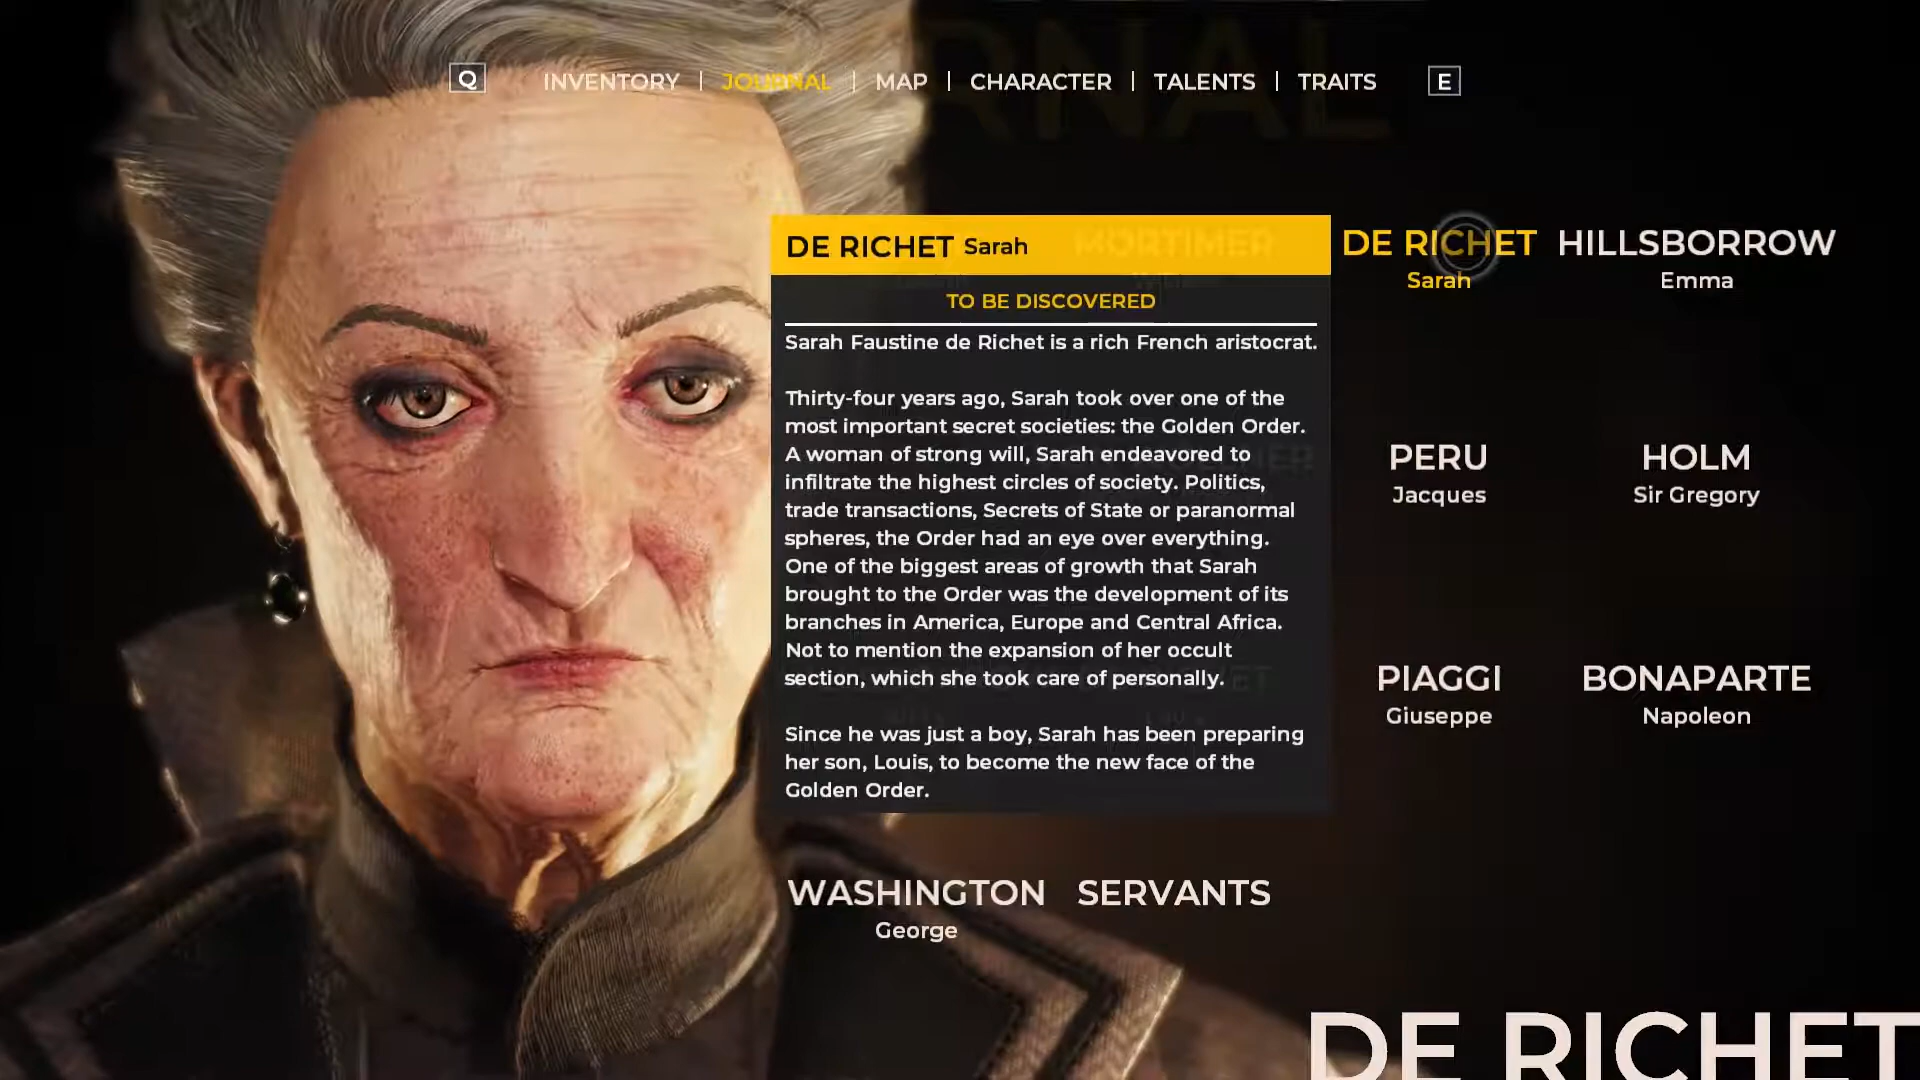 Q INVENTORY | JOURNAL | MAP | CHARACTER | TALENTS | TRAITS E
DE RICHET Sarah
TO BE DISCOVERED
Sarah Faustine de Richet is a rich French aristocrat.
Thirty-four years ago, Sarah took over one of the
most important secret societies: the Golden Order.
A woman of strong will, Sarah endeavored to
infiltrate the highest circles of society. Politics,
trade transactions, Secrets of State or paranormal
spheres, the Order had an eye over everything.
One of the biggest areas of growth that Sarah
brought to the Order was the development of its
branches in America, Europe and Central Africa.
Not to mention the expansion of her occult
section, which she took care of personally.
Since he was just a boy, Sarah has been preparing
her son, Louis, to become the new face of the
Golden Order.
MORTIMER
DE RICHET
Sarah
HILLSBORROW
Emma
PERU
Jacques
HOLM
Sir Gregory
PIAGGI
Giuseppe
BONAPARTE
Napoleon
WASHINGTON
George
SERVANTS
DE RICHET